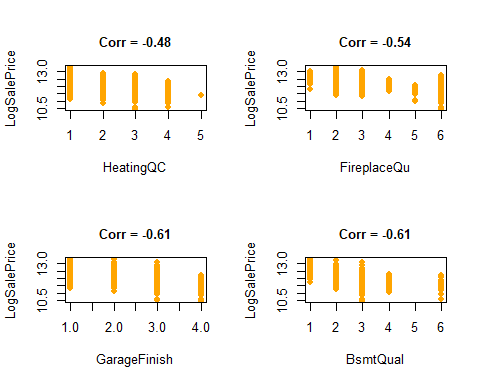 Corr = -0.48
LogSalePrice
10.5 13.0
1 2 3 4 5
HeatingQC
Corr = -0.54
LogSalePrice
10.5 13.0
1 2 3 4 5 6
FireplaceQu
Corr = -0.61
LogSalePrice
10.5 13.0
1.0 2.0 3.0 4.0
GarageFinish
Corr = -0.61
LogSalePrice
10.5 13.0
1 2 3 4 5 6
BsmtQual